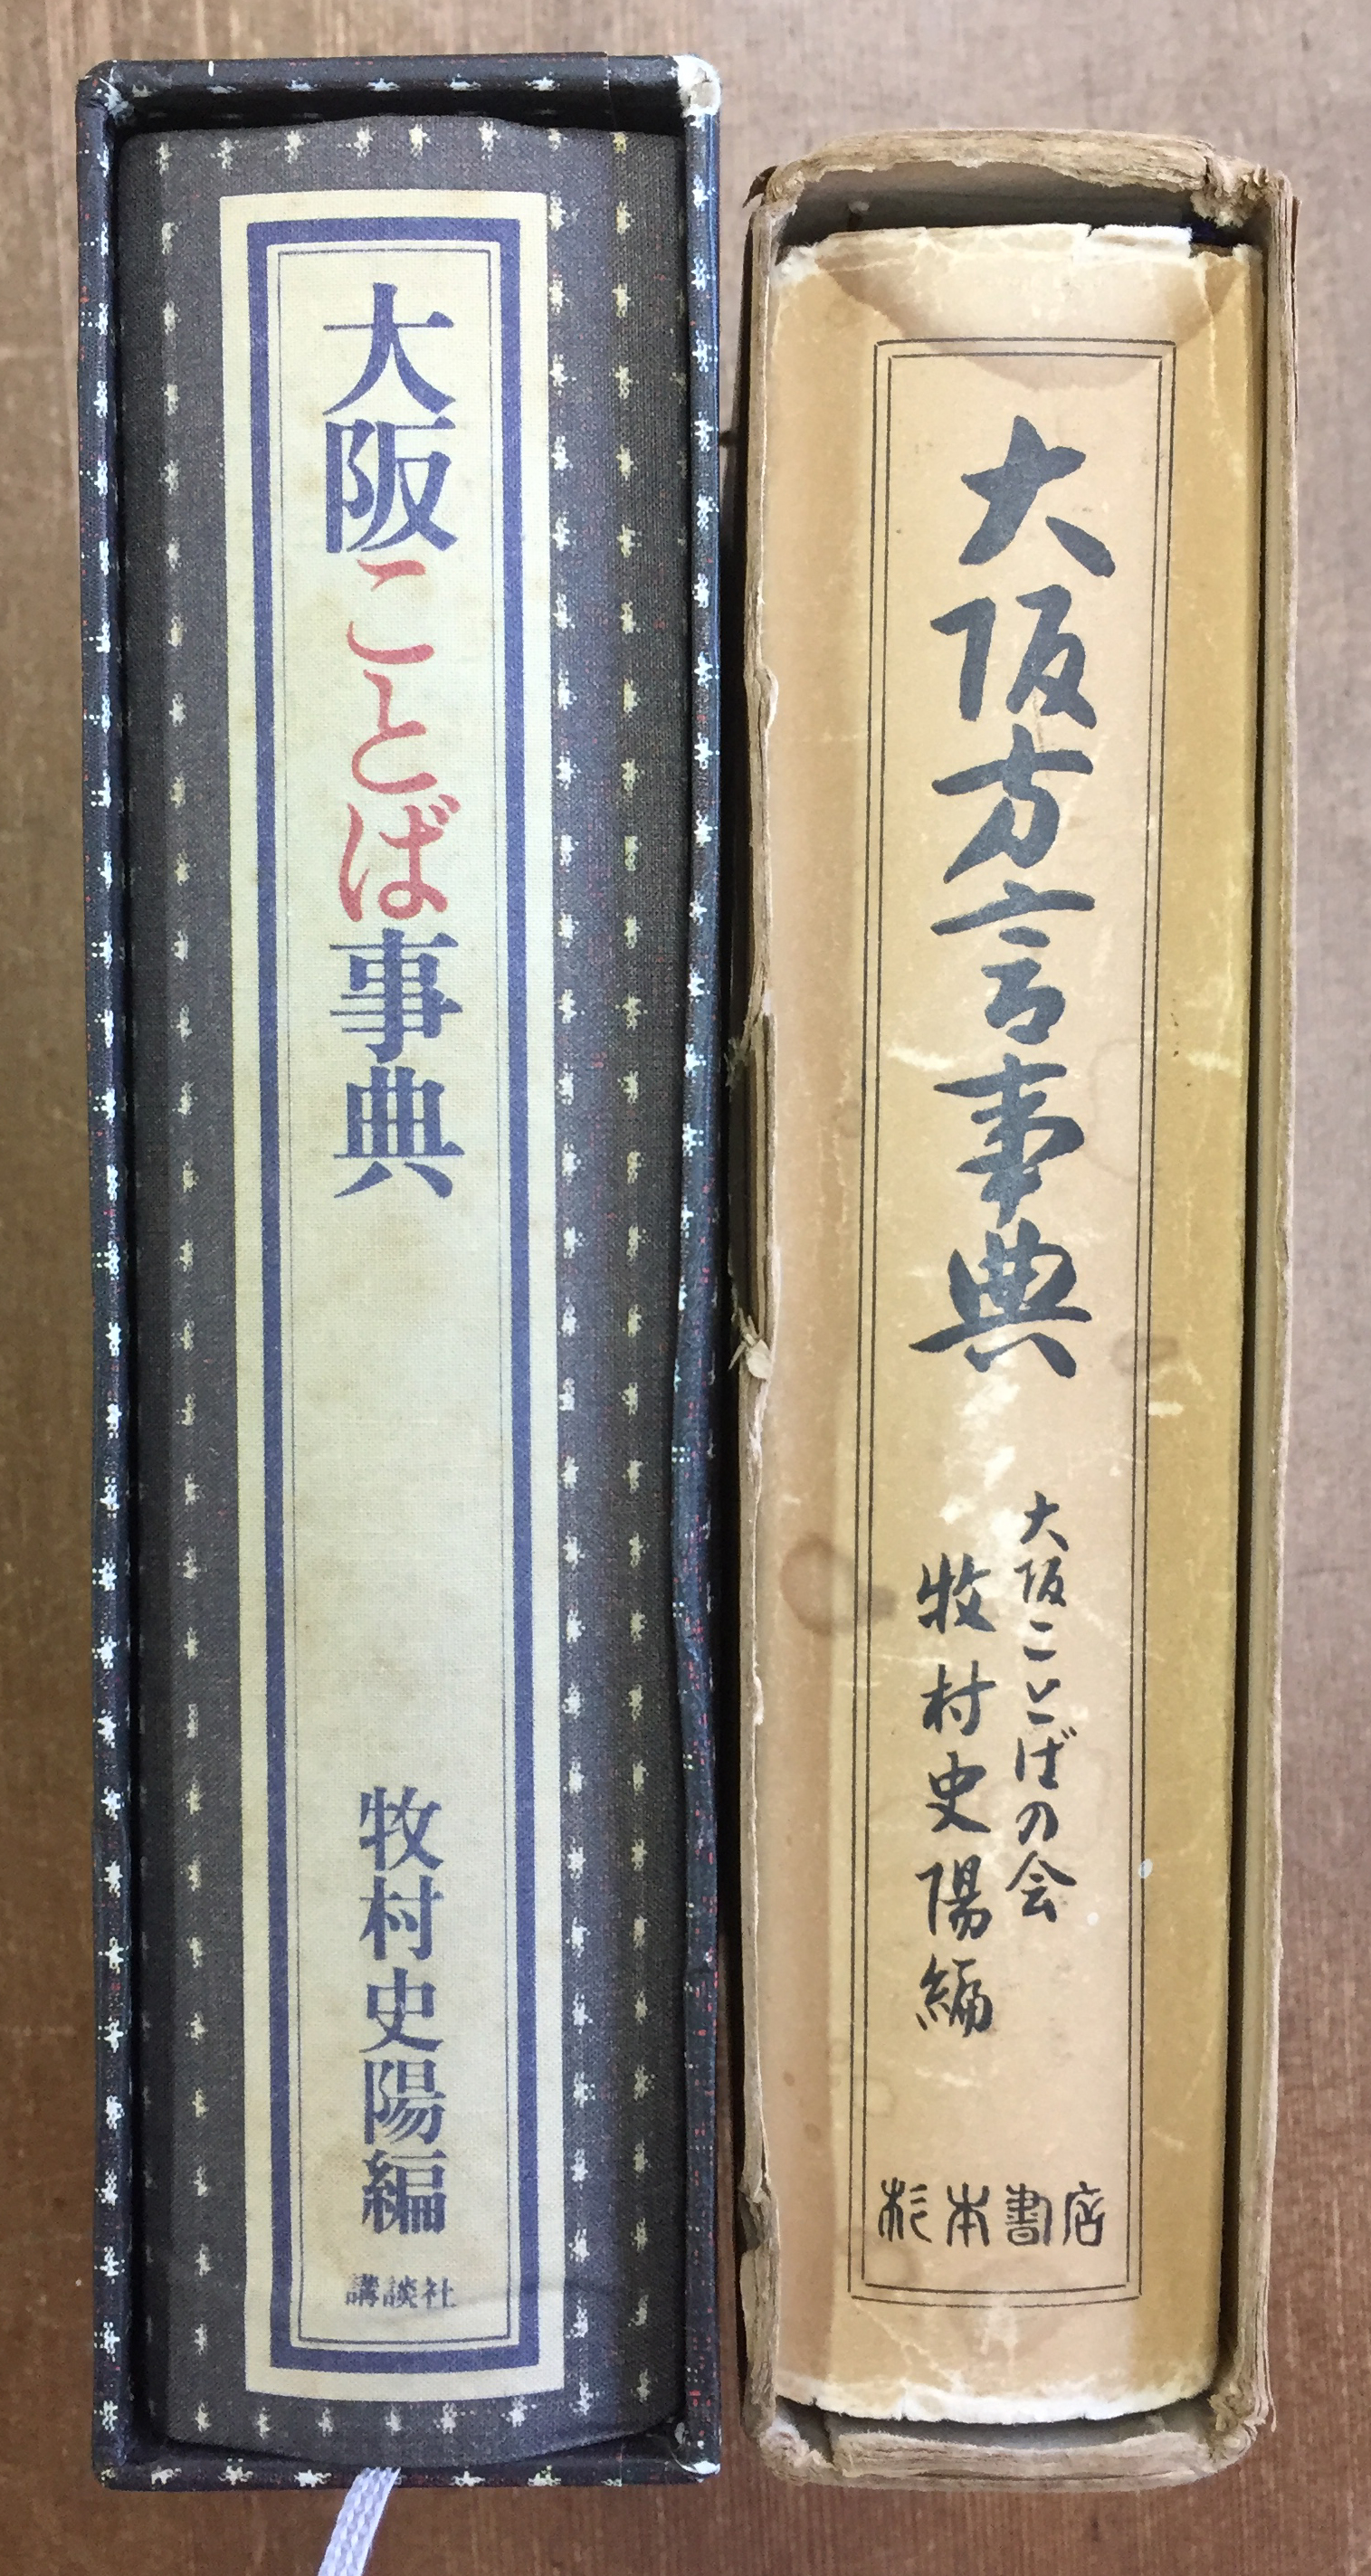 大阪ことば事典
牧村史陽編
講談社
大阪方言事典
大阪ことばの会
牧村史陽編
杉本書店